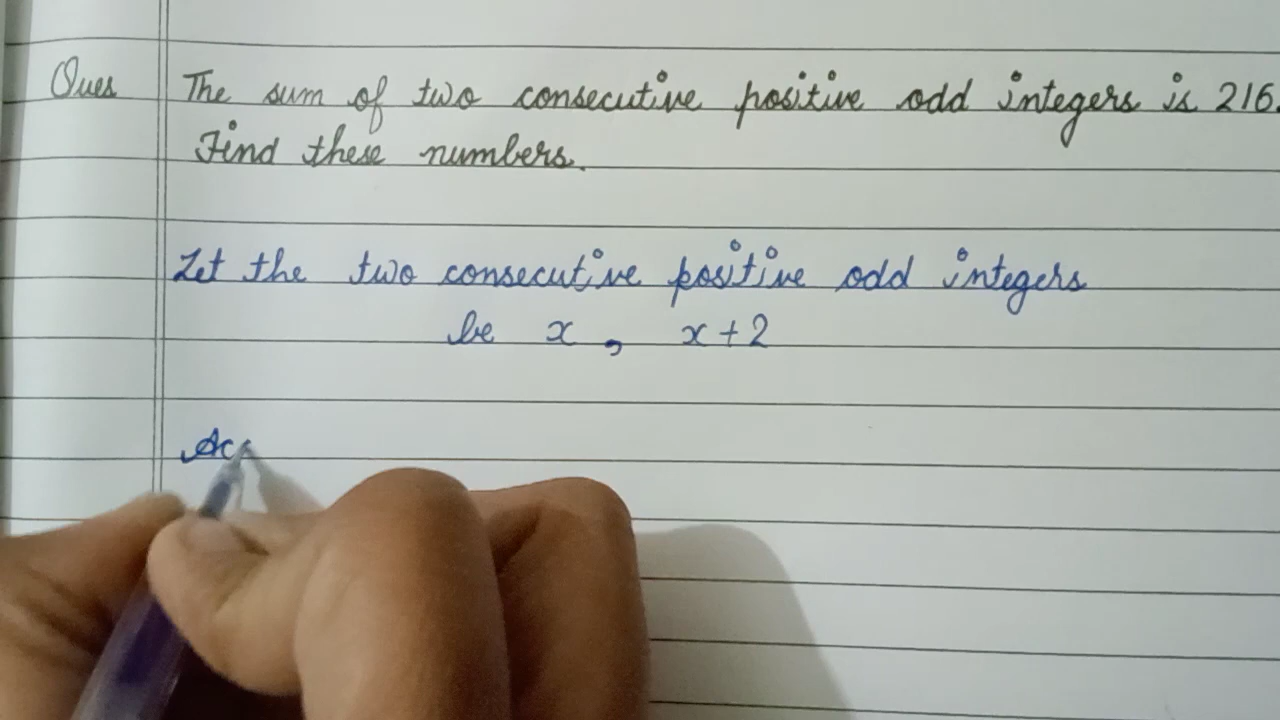 Ques The sum of two consecutive positive odd integers is 216.
Find these numbers.
Let the two consecutive positive odd integers
be x, x+2